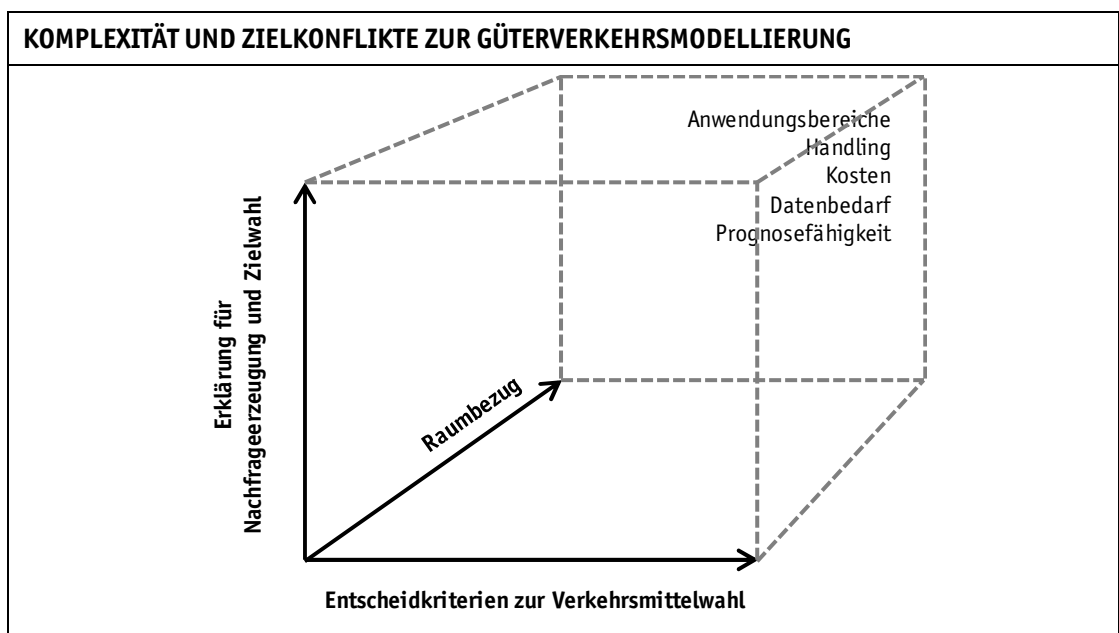 KOMPLEXITÄT UND ZIELKONFLIKTE ZUR GÜTERVERKEHRSMODELLIERUNG
Anwendungsbereiche
Handling
Kosten
Datenbedarf
Prognosefähigkeit
Erklärung für
Nachfrageerzeugung und Zielwahl
Raumbezug
Entscheidkriterien zur Verkehrsmittelwahl